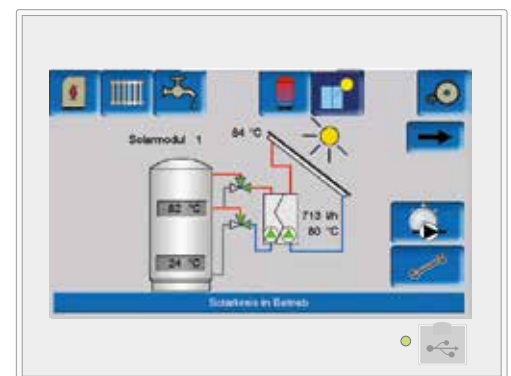 Solarmodul 1
84 °C
62 °C
713 l/h
80 °C
24 °C
Solarkreis in Betrieb